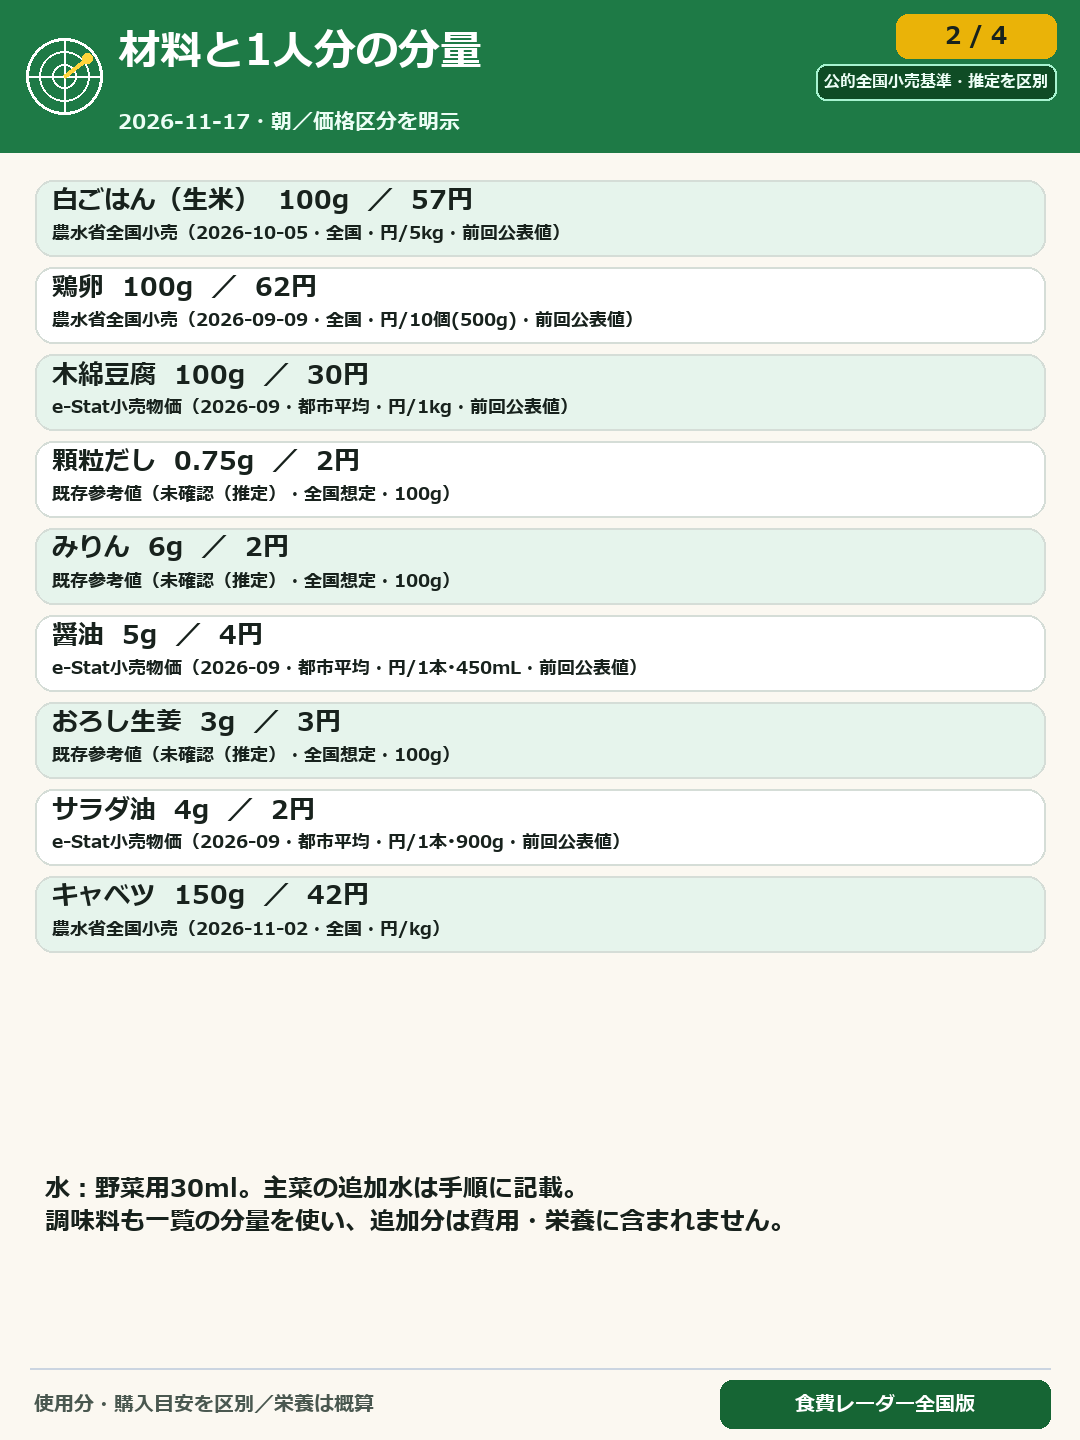 材料と1人分の分量
2 / 4
公的全国小売基準・推定を区別
2026-11-17・朝／価格区分を明示
白ごはん（生米） 100g ／ 57円
農水省全国小売（2026-10-05・全国・円/5kg・前回公表値）
鶏卵 100g ／ 62円
農水省全国小売（2026-09-09・全国・円/10個(500g)・前回公表値）
木綿豆腐 100g ／ 30円
e-Stat小売物価（2026-09・都市平均・円/1kg・前回公表値）
顆粒だし 0.75g ／ 2円
既存参考値（未確認（推定）・全国想定・100g）
みりん 6g ／ 2円
既存参考値（未確認（推定）・全国想定・100g）
醤油 5g ／ 4円
e-Stat小売物価（2026-09・都市平均・円/1本･450mL・前回公表値）
おろし生姜 3g ／ 3円
既存参考値（未確認（推定）・全国想定・100g）
サラダ油 4g ／ 2円
e-Stat小売物価（2026-09・都市平均・円/1本･900g・前回公表値）
キャベツ 150g ／ 42円
農水省全国小売（2026-11-02・全国・円/kg）
水：野菜用30ml。主菜の追加水は手順に記載。
調味料も一覧の分量を使い、追加分は費用・栄養に含まれません。
使用分・購入目安を区別／栄養は概算
食費レーダー全国版